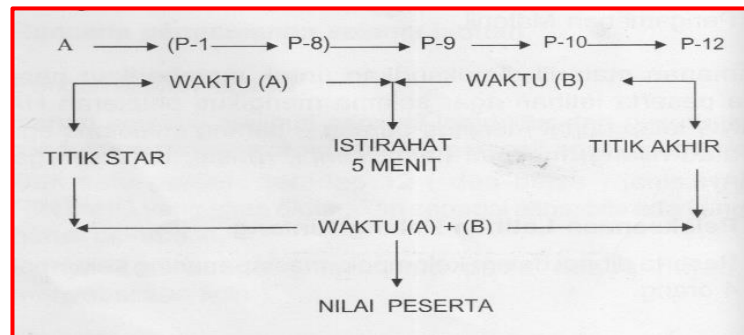 A (P-1 P-8) P-9 P-10 P-12
WAKTU (A) WAKTU (B)
TITIK STAR ISTIRAHAT 5 MENIT TITIK AKHIR
WAKTU (A) + (B)
NILAI PESERTA